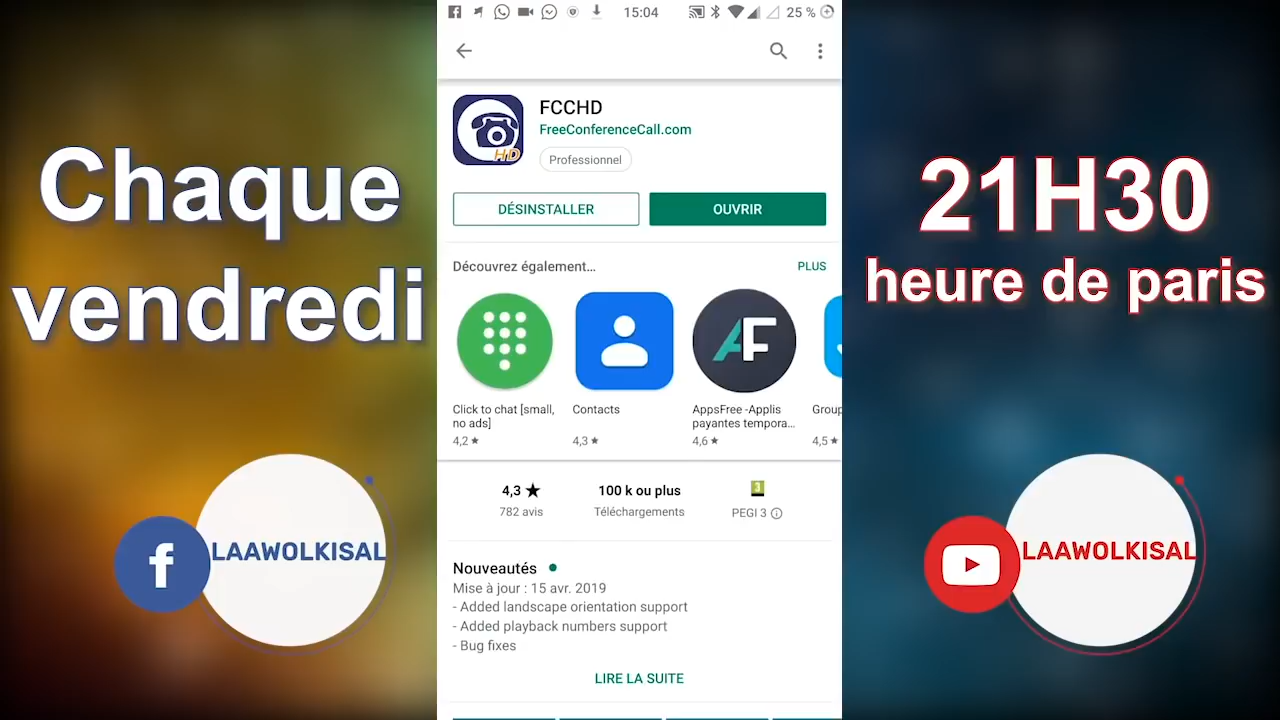 Chaque
vendredi
LAAWOLKISAL
15:04
25 %
FCCHD
FreeConferenceCall.com
Professionnel
HD
DÉSINSTALLER
OUVRIR
Découvrez également…
PLUS
Click to chat [small,
no ads]
4,2 ★
Contacts
4,3 ★
AF
AppsFree -Applis
payantes tempora…
4,6 ★
Group
4,5 ★
4,3 ★
782 avis
100 k ou plus
Téléchargements
3
PEGI 3
Nouveautés
Mise à jour : 15 avr. 2019
- Added landscape orientation support
- Added playback numbers support
- Bug fixes
LIRE LA SUITE
21H30
heure de paris
LAAWOLKISAL